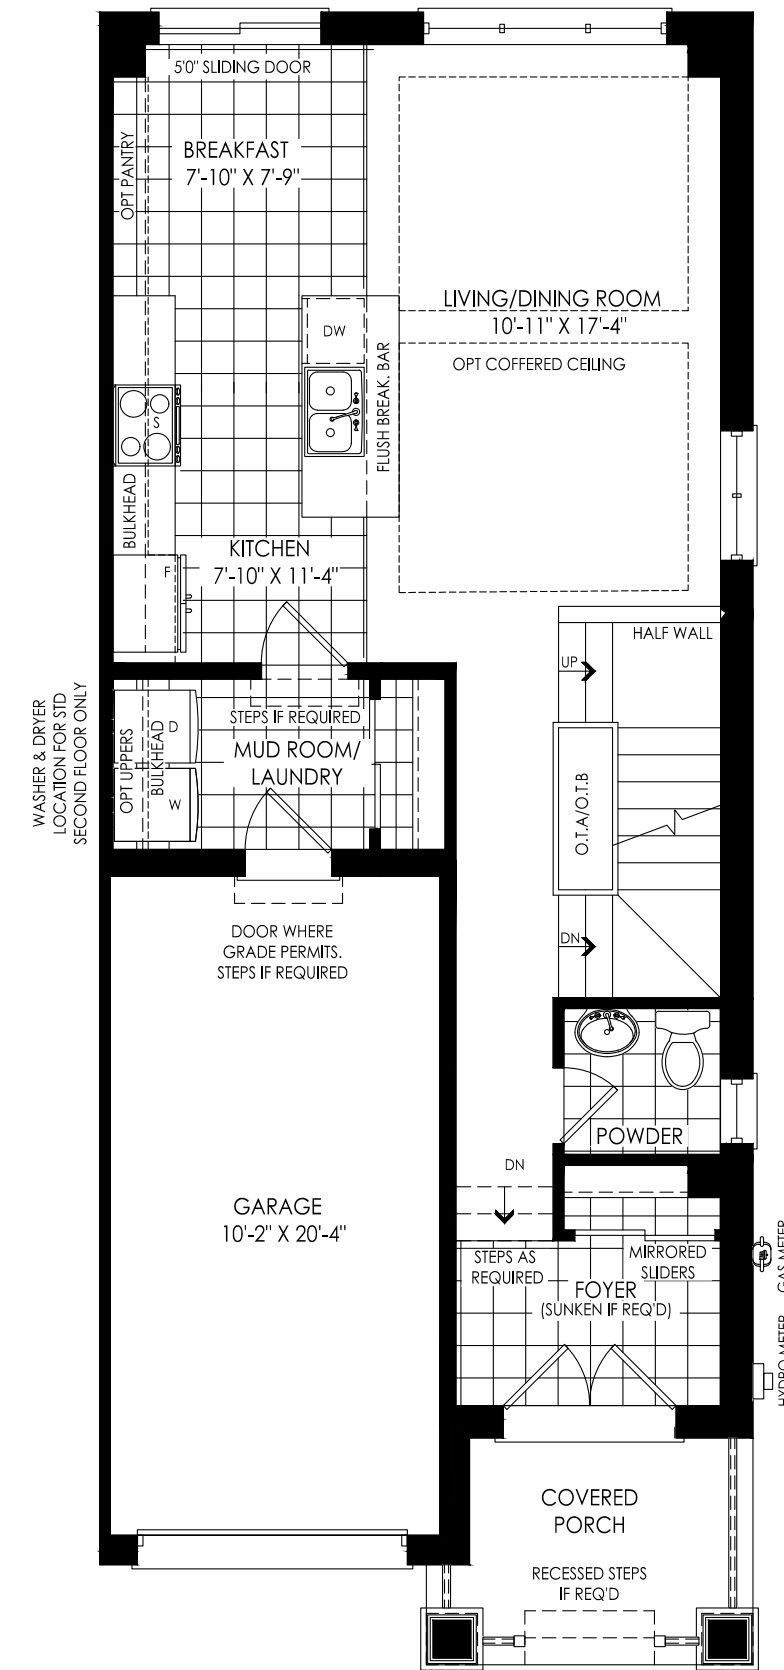 5'0" SLIDING DOOR
BREAKFAST
7'-10" X 7'-9"
OPT PANTRY
LIVING/DINING ROOM
10'-11" X 17'-4"
OPT COFFERED CEILING
DW
FLUSH BREAK. BAR
S
BULKHEAD
F
KITCHEN
7'-10" X 11'-4"
HALF WALL
UP
WASHER & DRYER
LOCATION FOR STD
SECOND FLOOR ONLY
OPT UPPERS
BULKHEAD
D
W
STEPS IF REQUIRED
MUD ROOM/
LAUNDRY
O.T.A/O.T.B
DN
DOOR WHERE
GRADE PERMITS.
STEPS IF REQUIRED
POWDER
DN
GARAGE
10'-2" X 20'-4"
STEPS AS
REQUIRED
MIRRORED
SLIDERS
FOYER
(SUNKEN IF REQ'D)
GAS METER
HYDRO METER
COVERED
PORCH
RECESSED STEPS
IF REQ'D